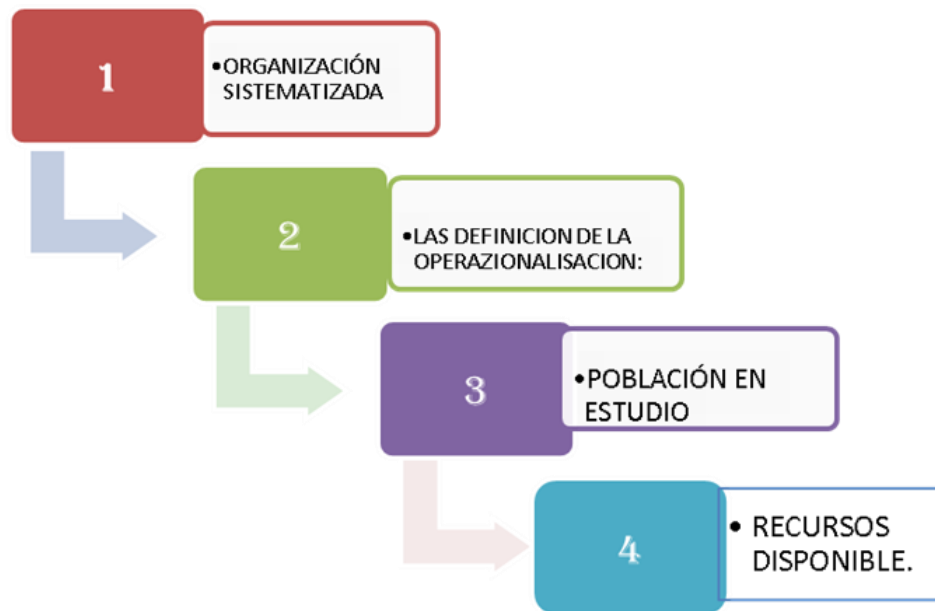 1
•ORGANIZACIÓN
SISTEMATIZADA
2
•LAS DEFINICION DE LA
OPERAZIONALISACION:
3
•POBLACIÓN EN
ESTUDIO
4
• RECURSOS
DISPONIBLE.